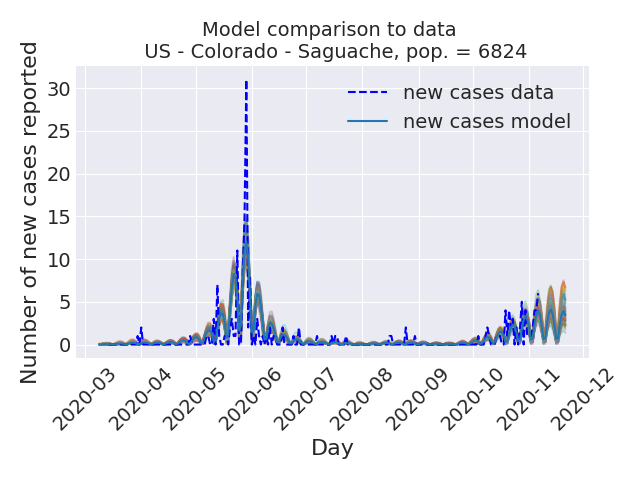 Model comparison to data
US - Colorado - Saguache, pop. = 6824
Number of new cases reported
30
25
20
15
10
5
0
new cases data
new cases model
2020-03
2020-04
2020-05
2020-06
2020-07
2020-08
2020-09
2020-10
2020-11
2020-12
Day